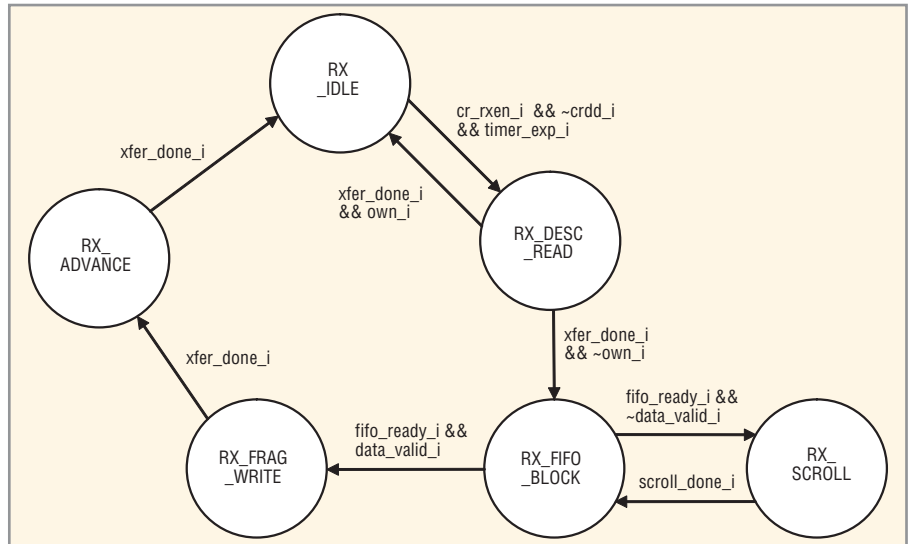 RX
_IDLE
cr_rxen_i && ~crdd_i
&& timer_exp_i
xfer_done_i
xfer_done_i
&& own_i
RX_DESC
_READ
RX_
ADVANCE
xfer_done_i
&& ~own_i
xfer_done_i
fifo_ready_i &&
~data_valid_i
fifo_ready_i &&
data_valid_i
RX_FRAG
_WRITE
RX_FIFO
_BLOCK
RX_
SCROLL
scroll_done_i